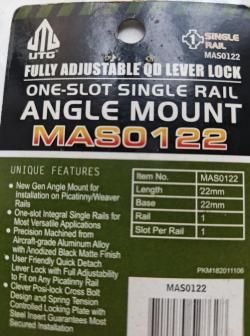 UTG
SINGLE
RAIL
MAS0122
FULLY ADJUSTABLE QD LEVER LOCK
ONE-SLOT SINGLE RAIL
ANGLE MOUNT
MAS0122
UNIQUE FEATURES
• New Gen Angle Mount for
Installation on Picatinny/Weaver
Rails
• One-slot Integral Single Rails for
Most Versatile Applications
• Precision Machined from
Aircraft-grade Aluminum Alloy
with Anodized Black Matte Finish
• User Friendly Quick Detach
Lever Lock with Full Adjustability
to Fit on Any Picatinny Rail
• Clever Posi-lock Cross Bolt
Design and Spring Tension
Controlled Locking Plate with
Steel Insert Guarantees Most
Secured Installation
Item No. MAS0122
Length 22mm
Base 22mm
Rail 1
Slot Per Rail 1
PKM182011106
MAS0122